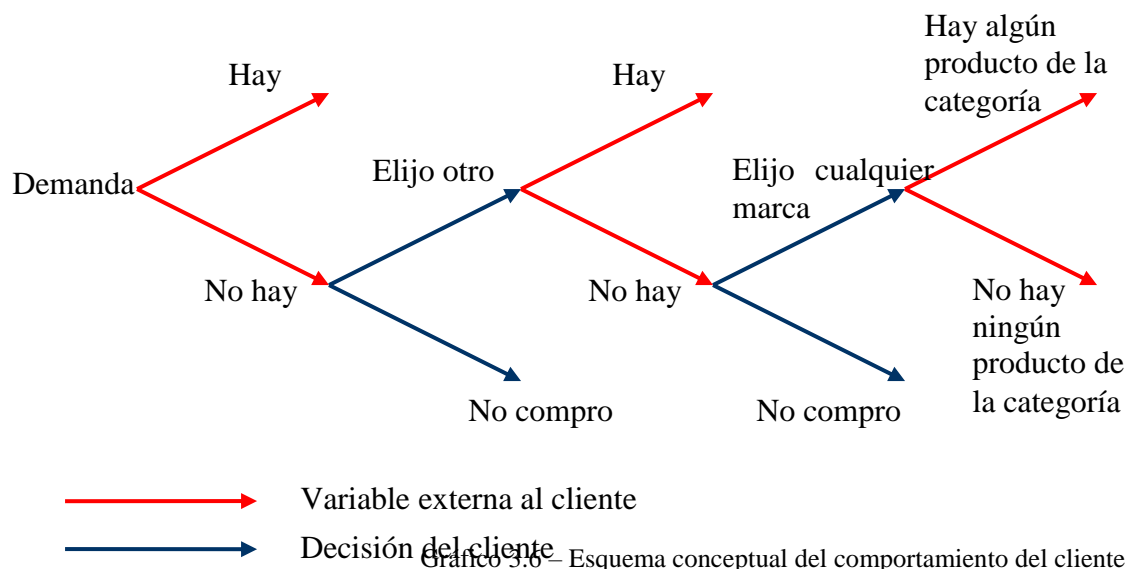 Hay
Hay
Hay algún
producto de la
categoría
Demanda
Elijo otro
Elijo cualquier
marca
No hay
No hay
No hay
ningún
producto de
la categoría
No compro
No compro
Variable externa al cliente
Decisión del cliente
Gráfico 3.6 – Esquema conceptual del comportamiento del cliente